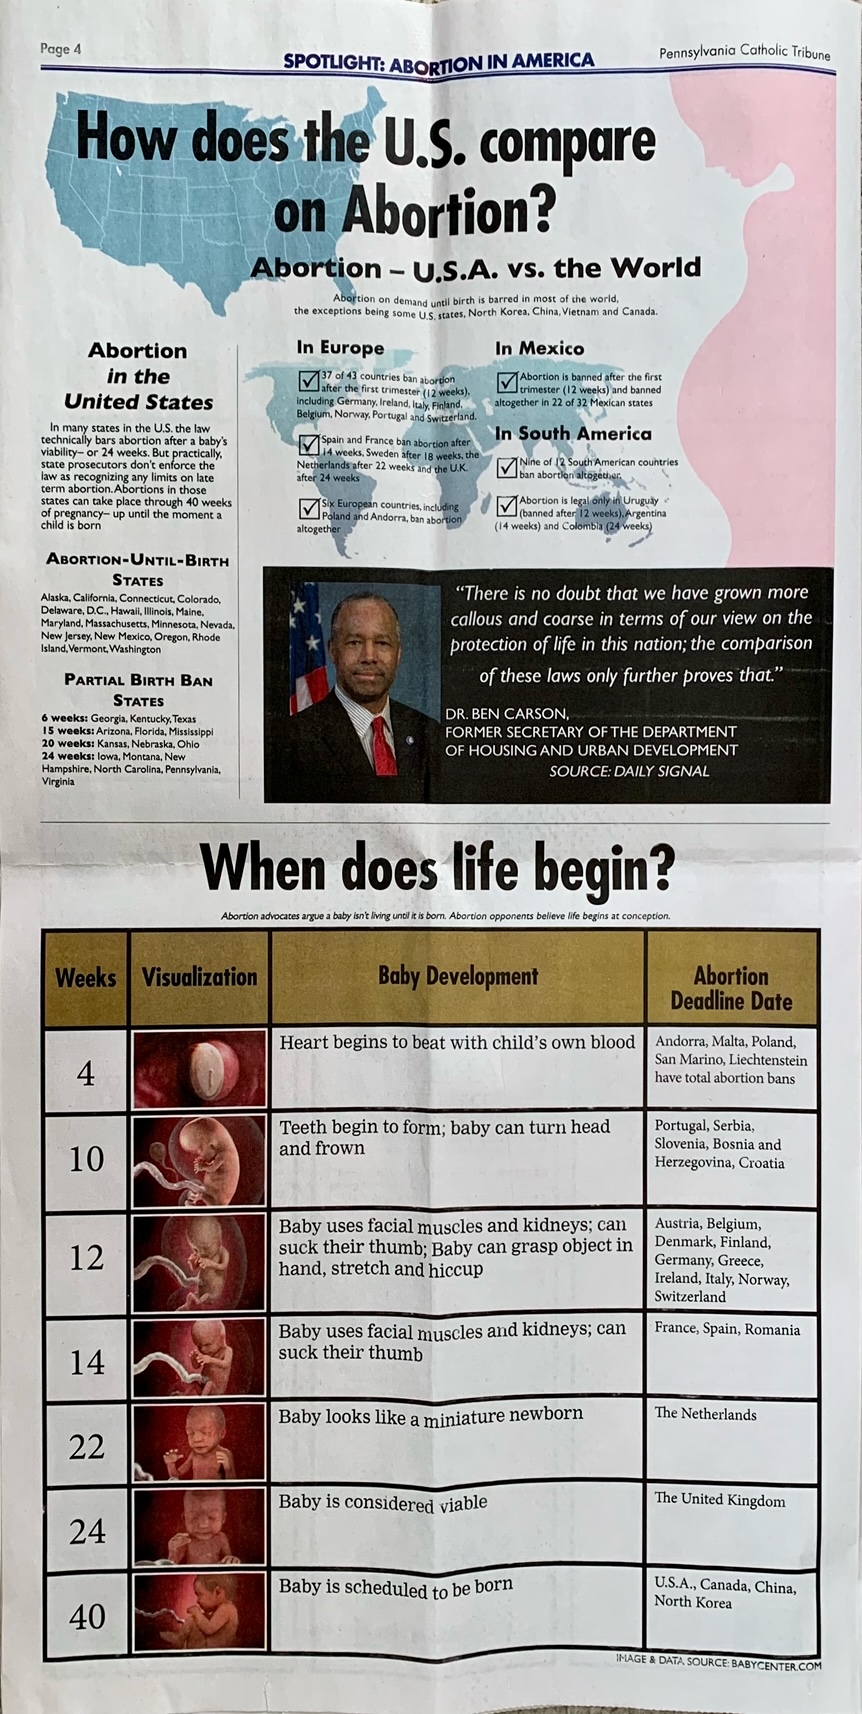 Page 4
SPOTLIGHT: ABORTION IN AMERICA
Pennsylvania Catholic Tribune
How does the U.S. compare
on Abortion?
Abortion – U.S.A. vs. the World
Abortion on demand until birth is barred in most of the world,
the exceptions being some U.S. states, North Korea, China, Vietnam and Canada.
Abortion
in the
United States
In many states in the U.S. the law
technically bars abortion after a baby's
viability– or 24 weeks. But practically,
state prosecutors don't enforce the
law as recognizing any limits on late
term abortion. Abortions in those
states can take place through 40 weeks
of pregnancy– up until the moment a
child is born
ABORTION-UNTIL-BIRTH
STATES
Alaska, California, Connecticut, Colorado,
Delaware, D.C., Hawaii, Illinois, Maine,
Maryland, Massachusetts, Minnesota, Nevada,
New Jersey, New Mexico, Oregon, Rhode
Island, Vermont, Washington
PARTIAL BIRTH BAN
STATES
6 weeks: Georgia, Kentucky, Texas
15 weeks: Arizona, Florida, Mississippi
20 weeks: Kansas, Nebraska, Ohio
24 weeks: Iowa, Montana, New
Hampshire, North Carolina, Pennsylvania,
Virginia
In Europe
37 of 43 countries ban abortion
after the first trimester (12 weeks),
including Germany, Ireland, Italy, Finland,
Belgium, Norway, Portugal and Switzerland.
Spain and France ban abortion after
14 weeks, Sweden after 18 weeks, the
Netherlands after 22 weeks and the U.K.
after 24 weeks
Six European countries, including
Poland and Andorra, ban abortion
altogether
In Mexico
Abortion is banned after the first
trimester (12 weeks) and banned
altogether in 22 of 32 Mexican states
In South America
Nine of 12 South American countries
ban abortion altogether.
Abortion is legal only in Uruguay
(banned after 12 weeks), Argentina
(14 weeks) and Colombia (24 weeks)
“There is no doubt that we have grown more
callous and coarse in terms of our view on the
protection of life in this nation; the comparison
of these laws only further proves that.”
DR. BEN CARSON,
FORMER SECRETARY OF THE DEPARTMENT
OF HOUSING AND URBAN DEVELOPMENT
SOURCE: DAILY SIGNAL
When does life begin?
Abortion advocates argue a baby isn't living until it is born. Abortion opponents believe life begins at conception.
Weeks
Visualization
Baby Development
Abortion
Deadline Date
4
Heart begins to beat with child's own blood
Andorra, Malta, Poland,
San Marino, Liechtenstein
have total abortion bans
10
Teeth begin to form; baby can turn head
and frown
Portugal, Serbia,
Slovenia, Bosnia and
Herzegovina, Croatia
12
Baby uses facial muscles and kidneys; can
suck their thumb; Baby can grasp object in
hand, stretch and hiccup
Austria, Belgium,
Denmark, Finland,
Germany, Greece,
Ireland, Italy, Norway,
Switzerland
14
Baby uses facial muscles and kidneys; can
suck their thumb
France, Spain, Romania
22
Baby looks like a miniature newborn
The Netherlands
24
Baby is considered viable
The United Kingdom
40
Baby is scheduled to be born
U.S.A., Canada, China,
North Korea
IMAGE & DATA SOURCE: BABYCENTER.COM